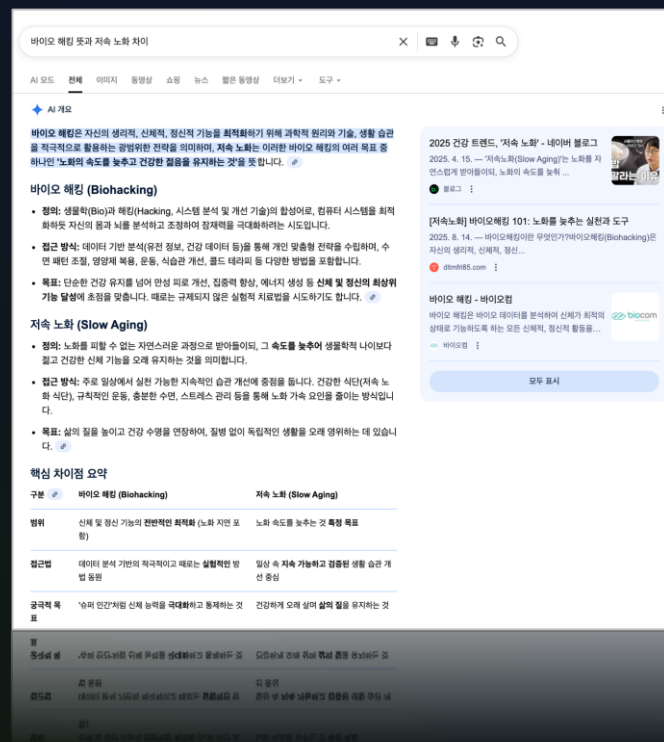 바이오 해킹 뜻과 저속 노화 차이
AI 모드 전체 이미지 동영상 쇼핑 뉴스 짧은 동영상 더보기 도구
AI 개요
바이오 해킹은 자신의 생리적, 신체적, 정신적 기능을 최적화하기 위해 과학적 원리와 기술, 생활 습관
을 적극적으로 활용하는 광범위한 전략을 의미하며, 저속 노화는 이러한 바이오 해킹의 여러 목표 중
하나인 '노화의 속도를 늦추고 건강한 젊음을 유지하는 것'을 뜻합니다.
바이오 해킹 (Biohacking)
• 정의: 생물학(Bio)과 해킹(Hacking, 시스템 분석 및 개선 기술)의 합성어로, 컴퓨터 시스템을 최적
화하듯 자신의 몸과 뇌를 분석하고 조정하여 잠재력을 극대화하려는 시도입니다.
• 접근 방식: 데이터 기반 분석(유전 정보, 건강 데이터 등)을 통해 개인 맞춤형 전략을 수립하며, 수
면 패턴 조절, 영양제 복용, 운동, 식습관 개선, 콜드 테라피 등 다양한 방법을 포함합니다.
• 목표: 단순한 건강 유지를 넘어 만성 피로 개선, 집중력 향상, 에너지 생성 등 신체 및 정신의 최상위
기능 달성에 초점을 맞춥니다. 때로는 규제되지 않은 실험적 치료법을 시도하기도 합니다.
저속 노화 (Slow Aging)
• 정의: 노화를 피할 수 없는 자연스러운 과정으로 받아들이되, 그 속도를 늦추어 생물학적 나이보다
젊고 건강한 신체 기능을 오래 유지하는 것을 의미합니다.
• 접근 방식: 주로 일상에서 실천 가능한 지속적인 습관 개선에 중점을 둡니다. 건강한 식단(저속 노
화 식단), 규칙적인 운동, 충분한 수면, 스트레스 관리 등을 통해 노화 가속 요인을 줄이는 방식입니
다.
• 목표: 삶의 질을 높이고 건강 수명을 연장하여, 질병 없이 독립적인 생활을 오래 영위하는 데 있습니
다.
핵심 차이점 요약
구분 바이오 해킹 (Biohacking) 저속 노화 (Slow Aging)
범위 신체 및 정신 기능의 전반적인 최적화 (노화 지연 포 노화 속도를 늦추는 것 특정 목표
함)
접근법 데이터 분석 기반의 적극적이고 때로는 실험적인 방 일상 속 지속 가능하고 검증된 생활 습관 개
법 동원 선 중심
궁극적 목 '슈퍼 인간'처럼 신체 능력을 극대화하고 통제하는 것 건강하게 오래 살며 삶의 질을 유지하는 것
표
2025 건강 트렌드, '저속 노화' - 네이버 블로그
2025. 4. 15. — '저속노화(Slow Aging)'는 노화를 자
연스럽게 받아들이되, 노화의 속도를 늦춰 ...
블로그
[저속노화] 바이오해킹 101: 노화를 늦추는 실천과 도구
2025. 8. 14. — 바이오해킹이란 무엇인가?바이오해킹(Biohacking)은
자신의 생리적, 신체적, 정신...
dltmfrl85.com
바이오 해킹 - 바이오컴
바이오 해킹은 바이오 데이터를 분석하여 신체가 최적의
상태로 기능하도록 하는 모든 신체적, 정신적 활동을...
biocom
바이오컴
모두 표시